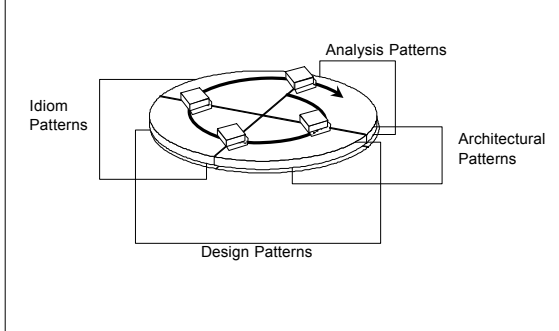 Analysis Patterns
Idiom
Patterns
Architectural
Patterns
Design Patterns